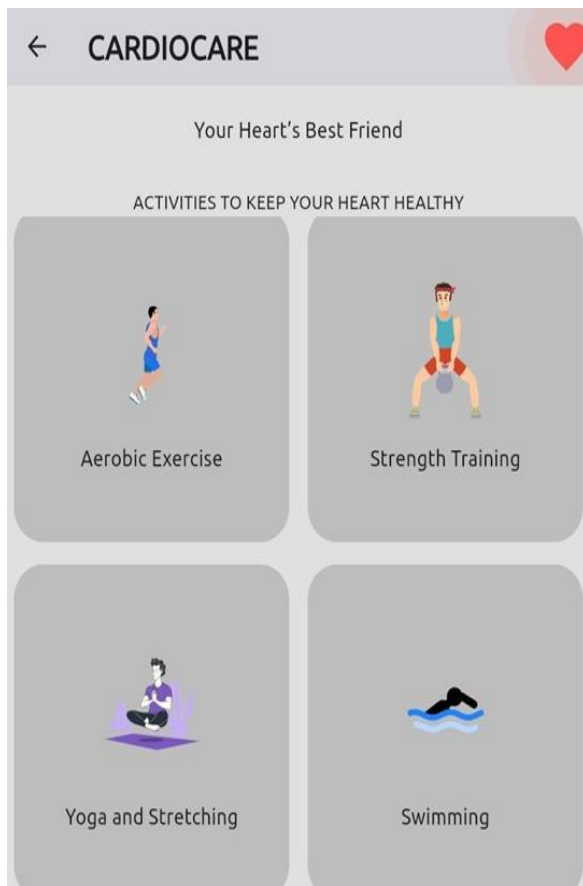 CARDIOCARE
Your Heart's Best Friend
ACTIVITIES TO KEEP YOUR HEART HEALTHY
Aerobic Exercise
Strength Training
Yoga and Stretching
Swimming